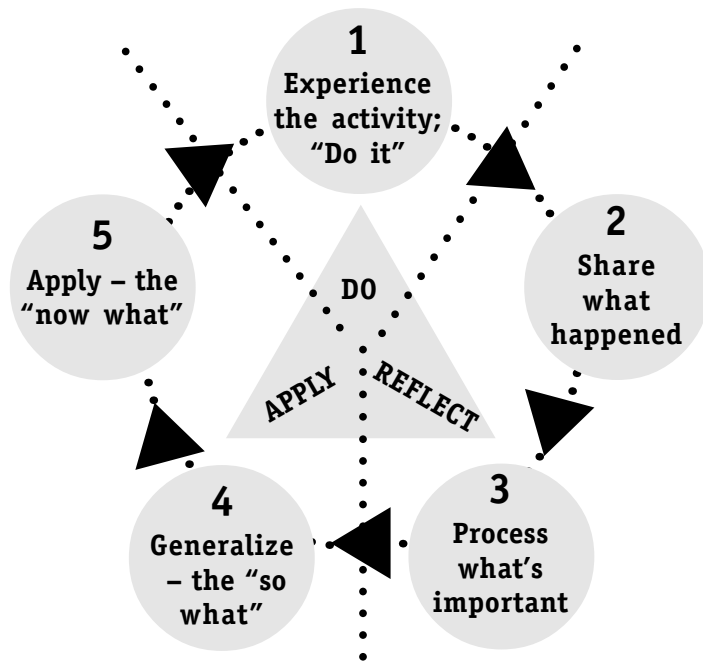 1
Experience
the activity;
“Do it”
2
Share
what
happened
3
Process
what’s
important
4
Generalize
– the “so
what”
5
Apply – the
“now what”
DO
REFLECT
APPLY